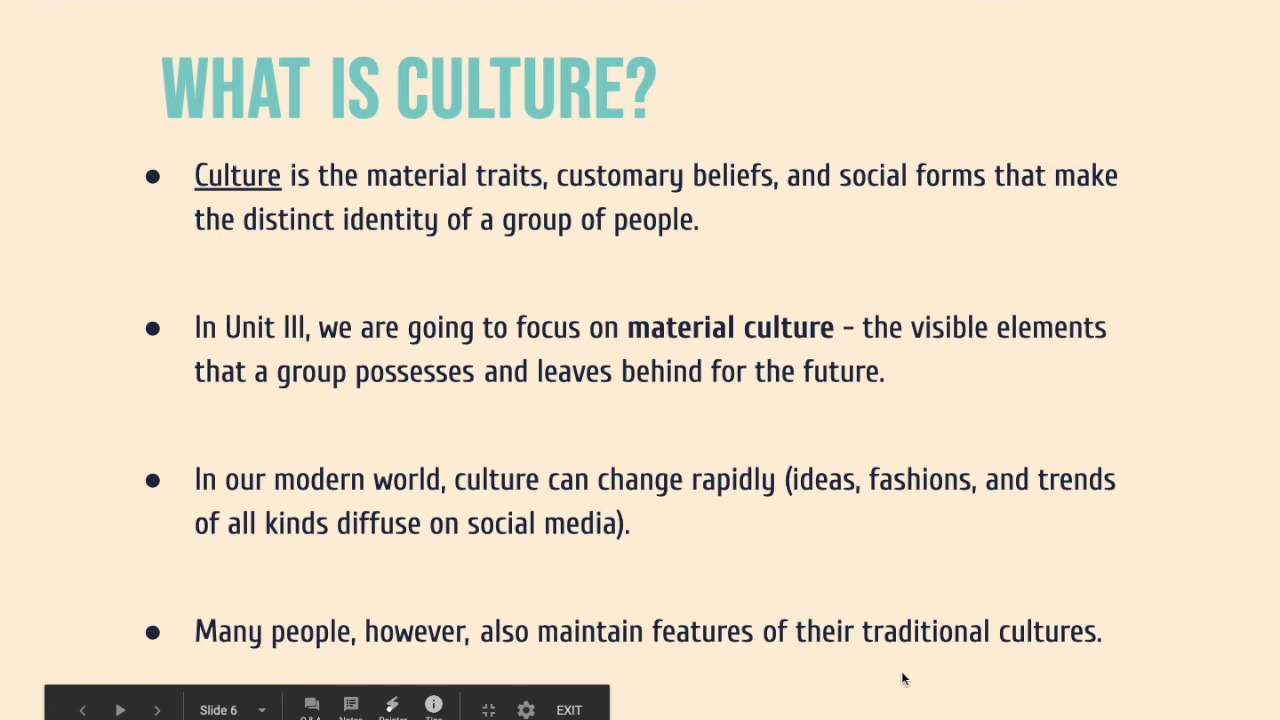 WHAT IS CULTURE?
● Culture is the material traits, customary beliefs, and social forms that make
the distinct identity of a group of people.
● In Unit III, we are going to focus on material culture - the visible elements
that a group possesses and leaves behind for the future.
● In our modern world, culture can change rapidly (ideas, fashions, and trends
of all kinds diffuse on social media).
● Many people, however, also maintain features of their traditional cultures.
Slide 6 EXIT